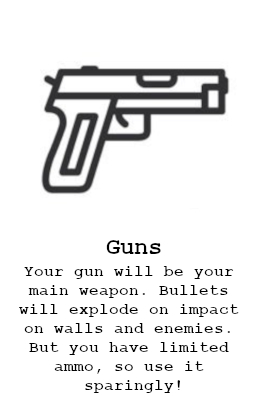 Guns
Your gun will be your
main weapon. Bullets
will explode on impact
on walls and enemies.
But you have limited
ammo, so use it
sparingly!